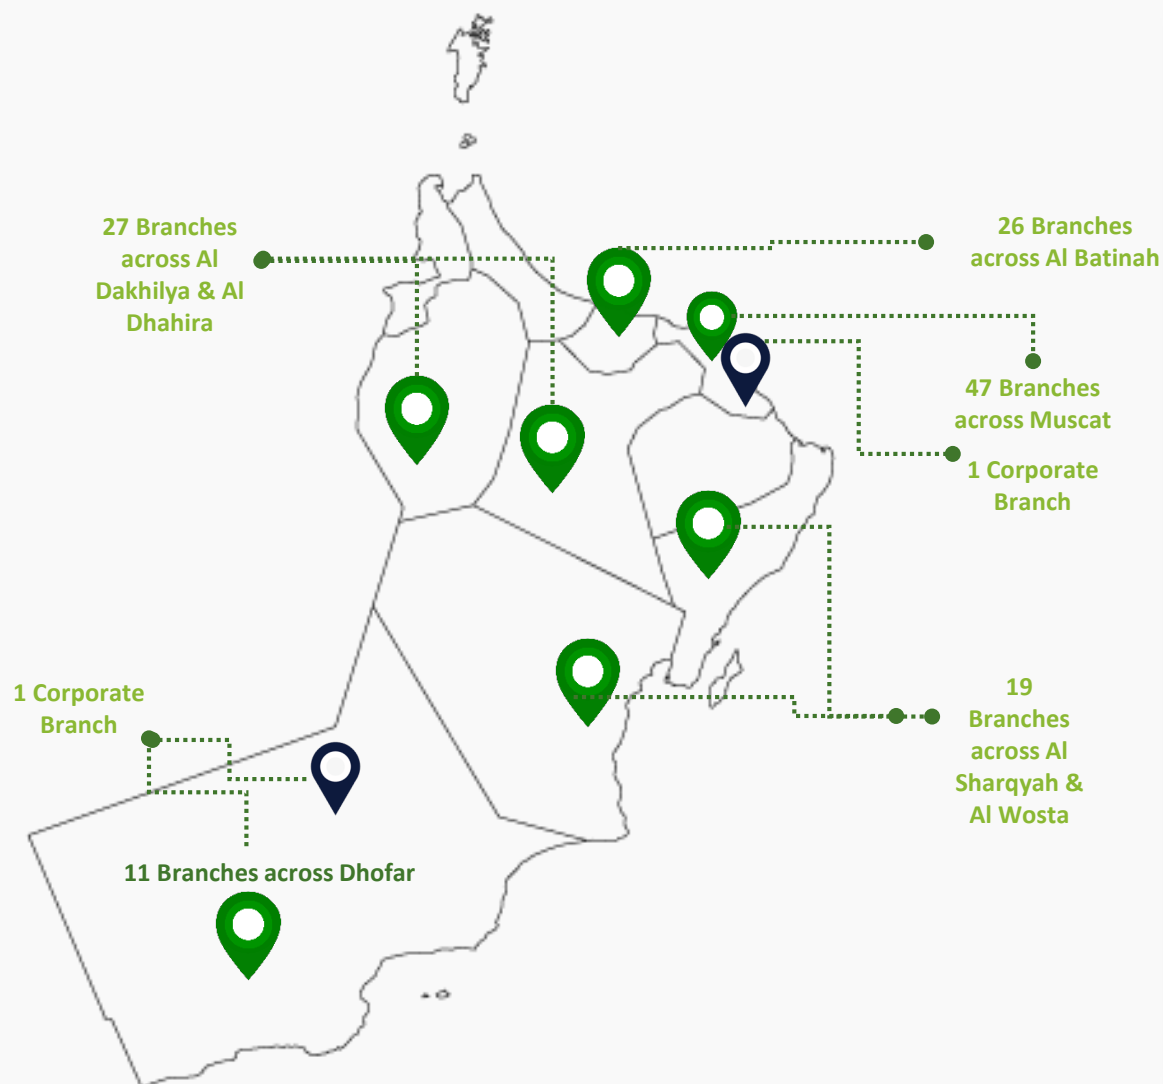 27 Branches
across Al
Dakhilya & Al
Dhahira
26 Branches
across Al Batinah
47 Branches
across Muscat
1 Corporate
Branch
1 Corporate
Branch
19
Branches
across Al
Sharqyah &
Al Wosta
11 Branches across Dhofar